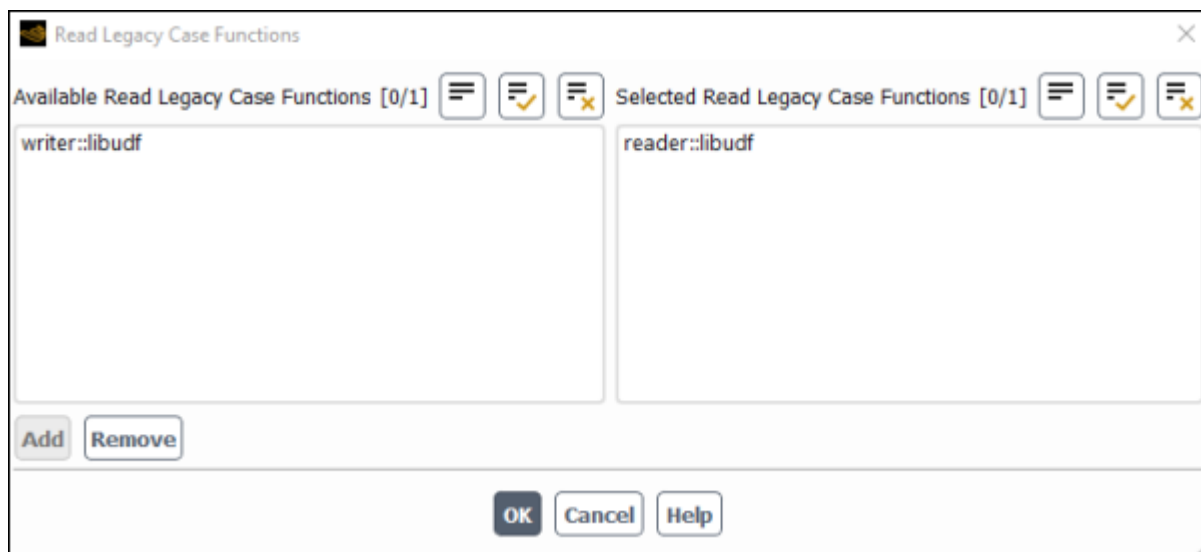 Read Legacy Case Functions
Available Read Legacy Case Functions [0/1] Selected Read Legacy Case Functions [0/1]
writer::libudf reader::libudf
Add Remove
OK Cancel Help